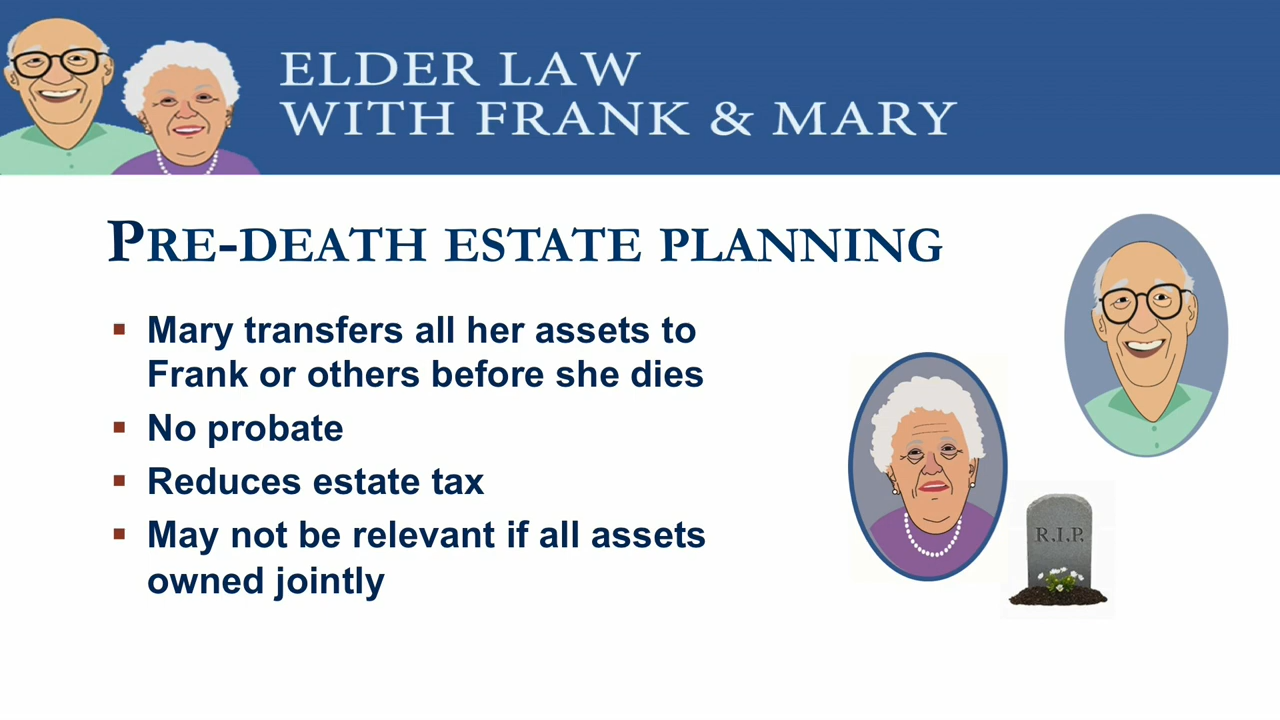 ELDER LAW
WITH FRANK & MARY
PRE-DEATH ESTATE PLANNING
▪ Mary transfers all her assets to
Frank or others before she dies
▪ No probate
▪ Reduces estate tax
▪ May not be relevant if all assets
owned jointly
R.I.P.